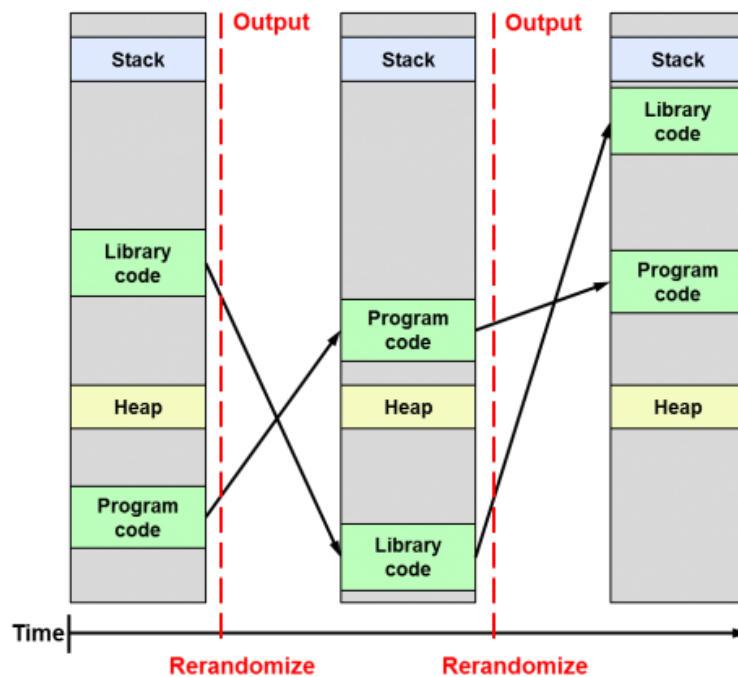 Output
Output
Stack
Stack
Stack
Library
code
Library
code
Program
code
Program
code
Heap
Heap
Heap
Program
code
Library
code
Time
Rerandomize
Rerandomize